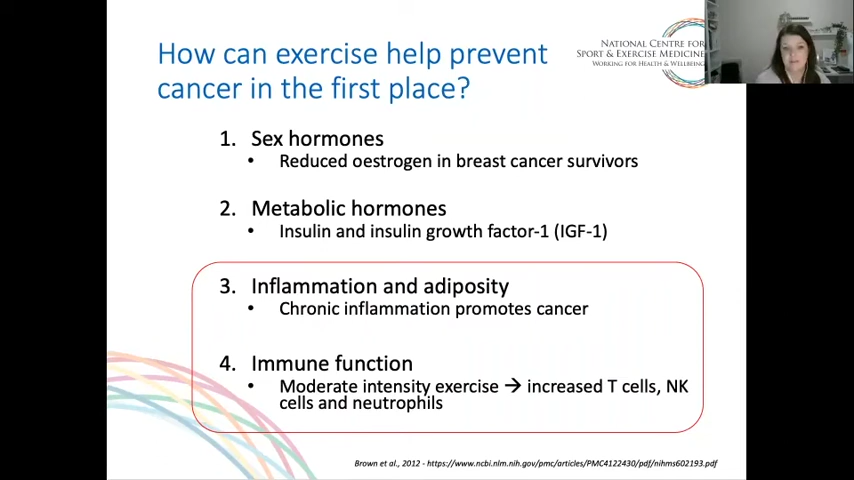 How can exercise help prevent
cancer in the first place?
NATIONAL CENTRE FOR
SPORT & EXERCISE MEDICINE
WORKING FOR HEALTH & WELLBEING
1. Sex hormones
• Reduced oestrogen in breast cancer survivors
2. Metabolic hormones
• Insulin and insulin growth factor-1 (IGF-1)
3. Inflammation and adiposity
• Chronic inflammation promotes cancer
4. Immune function
• Moderate intensity exercise → increased T cells, NK
cells and neutrophils
Brown et al., 2012 - https://www.ncbi.nlm.nih.gov/pmc/articles/PMC4122430/pdf/nihms602193.pdf